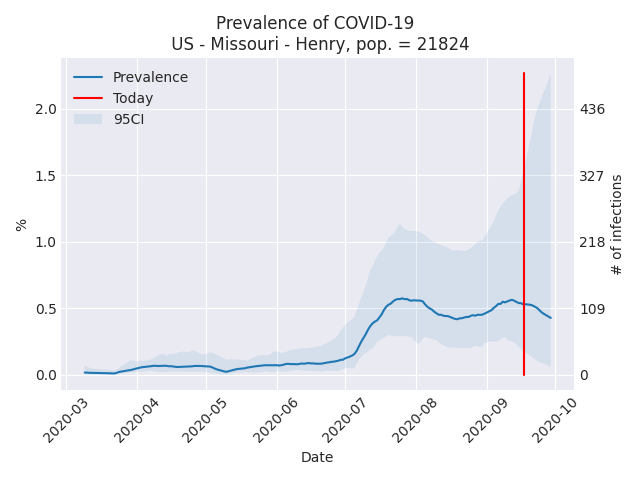 Prevalence of COVID-19
US - Missouri - Henry, pop. = 21824
Prevalence
Today
95CI
2.0
1.5
1.0
0.5
0.0
%
436
327
218
109
0
# of infections
2020-03
2020-04
2020-05
2020-06
2020-07
2020-08
2020-09
2020-10
Date